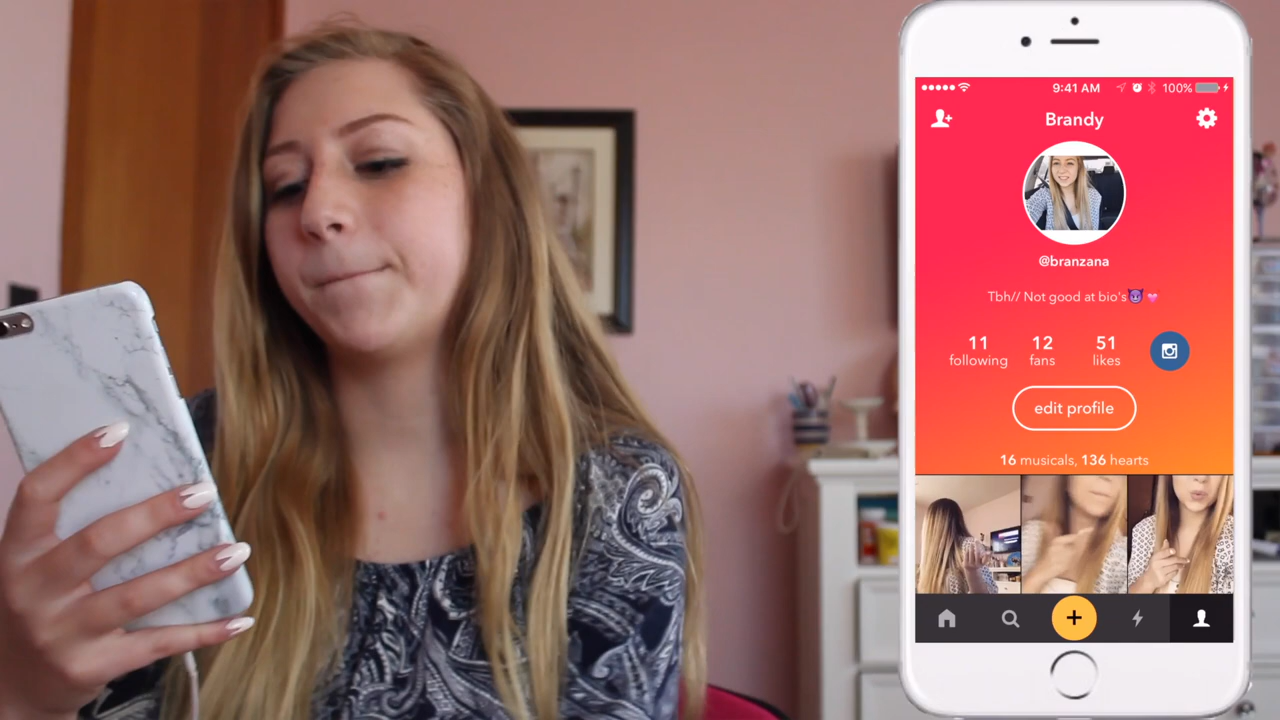 9:41 AM 100%
Brandy
@branzana
Tbh// Not good at bio's😈 💗
11 12 51
following fans likes
edit profile
16 musicals, 136 hearts